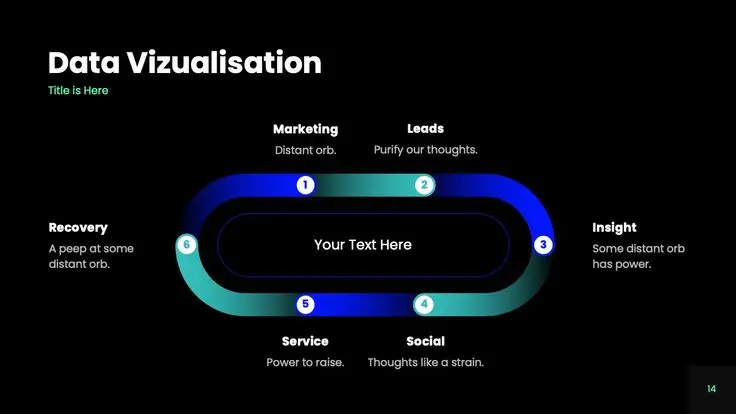 Data Vizualisation
Title is Here
Marketing
Distant orb.
Leads
Purify our thoughts.
1
2
Recovery
A peep at some
distant orb.
6
Your Text Here
3
Insight
Some distant orb
has power.
5
4
Service
Power to raise.
Social
Thoughts like a strain.
14